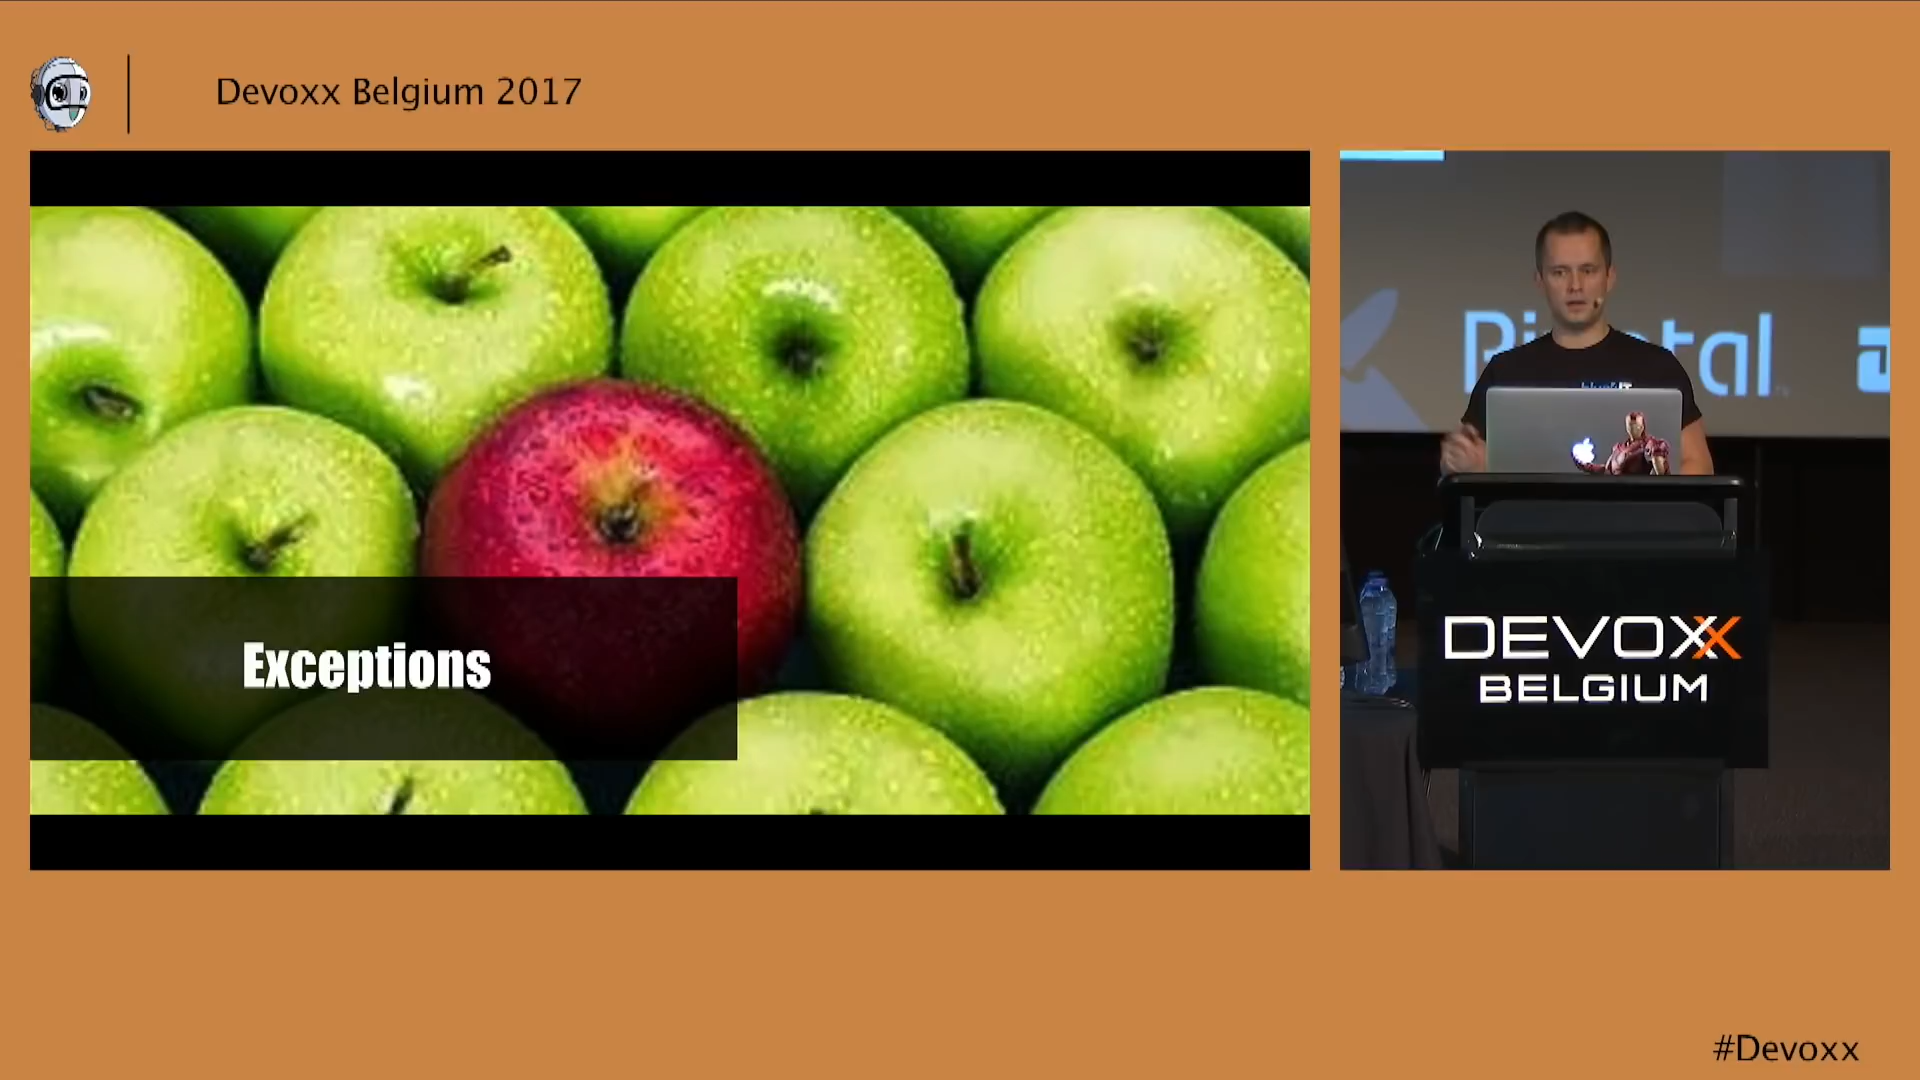 Devoxx Belgium 2017
Exceptions
DEVOXX
BELGIUM
#Devoxx